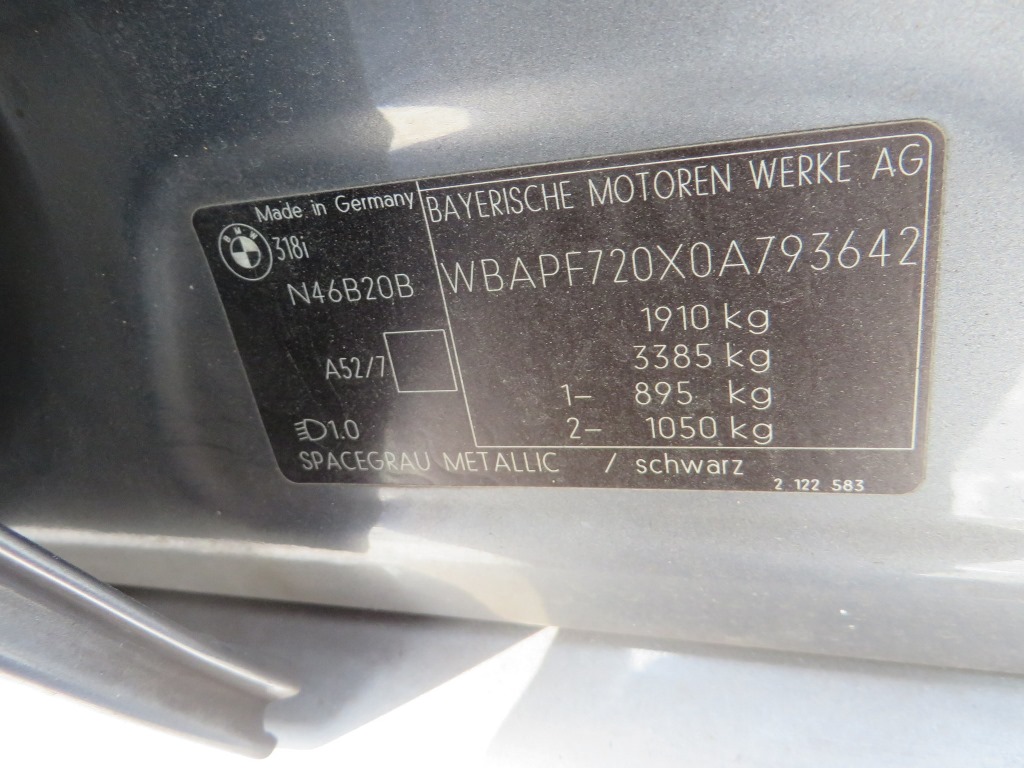 Made in Germany
BMW
318i
N46B20B
A52/7
1.0
BAYERISCHE MOTOREN WERKE AG
WBAPF720X0A793642
1910 kg
3385 kg
1- 895 kg
2- 1050 kg
SPACEGRAU METALLIC / schwarz
2 122 583